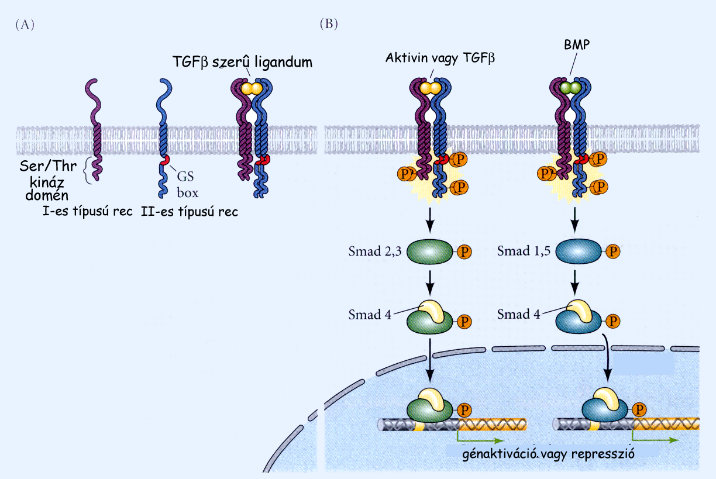 (A)
TGFβ szerû ligandum
Ser/Thr
kináz
domén
GS
box
I-es típusú rec
II-es típusú rec
(B)
Aktivin vagy TGFβ
BMP
P
P
P
P
P
P
Smad 2,3
P
Smad 1,5
P
Smad 4
P
Smad 4
P
P
P
génaktiváció.vagy represszió